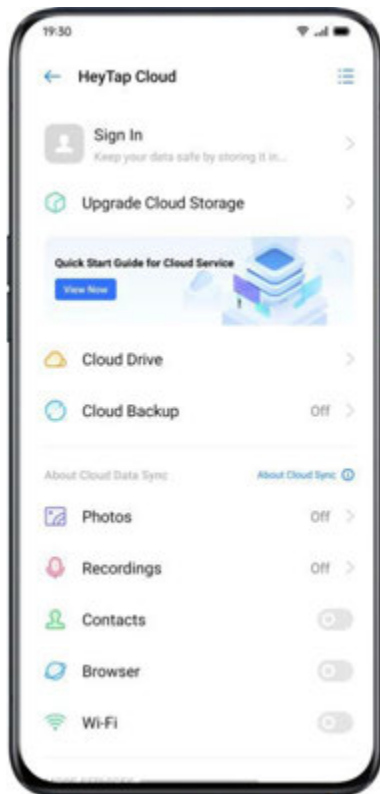 19:30
HeyTap Cloud
Sign In
Keep your data safe by storing it in...
Upgrade Cloud Storage
Quick Start Guide for Cloud Service
View Now
Cloud Drive
Cloud Backup Off
About Cloud Data Sync About Cloud Sync
Photos Off
Recordings Off
Contacts
Browser
Wi-Fi